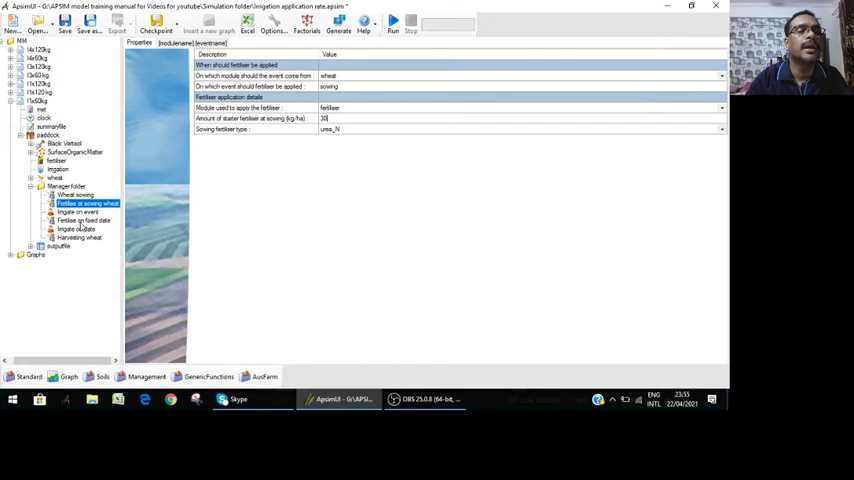 ApsimUI - G:\APSIM model training manual for Videos for youtube\Simulation folder\Irrigation application rate.apsim *
New... Open... Save Save as... Checkpoint Export Insert a new graph Excel Options... Factorials Generate Help Run Stop
Properties [modulename].[eventname]
NM
I4x120kg
I4x60kg
I3x120kg
I3x60 kg
I1x120kg
I1x120 kg
I1x60kg
met
clock
summaryfile
paddock
Black Vertosol
SurfaceOrganicMatter
fertiliser
Irrigation
wheat
Manager folder
Wheat sowing
Fertilise at sowing wheat
Irrigate on event
Fertilise on fixed date
Irrigate on date
Harvesting wheat
outputfile
Graphs
Description Value
When should fertiliser be applied
On which module should the event come from : wheat
On which event should fertiliser be applied : sowing
Fertiliser application details
Module used to apply the fertiliser : fertiliser
Amount of starter fertiliser at sowing (kg/ha) : 30
Sowing fertiliser type : urea_N
Standard Graph Soils Management GenericFunctions AusFarm
Skype ApsimUI - G:\APSI... OBS 25.0.8 (64-bit, ...
ENG
INTL
23:55
22/04/2021